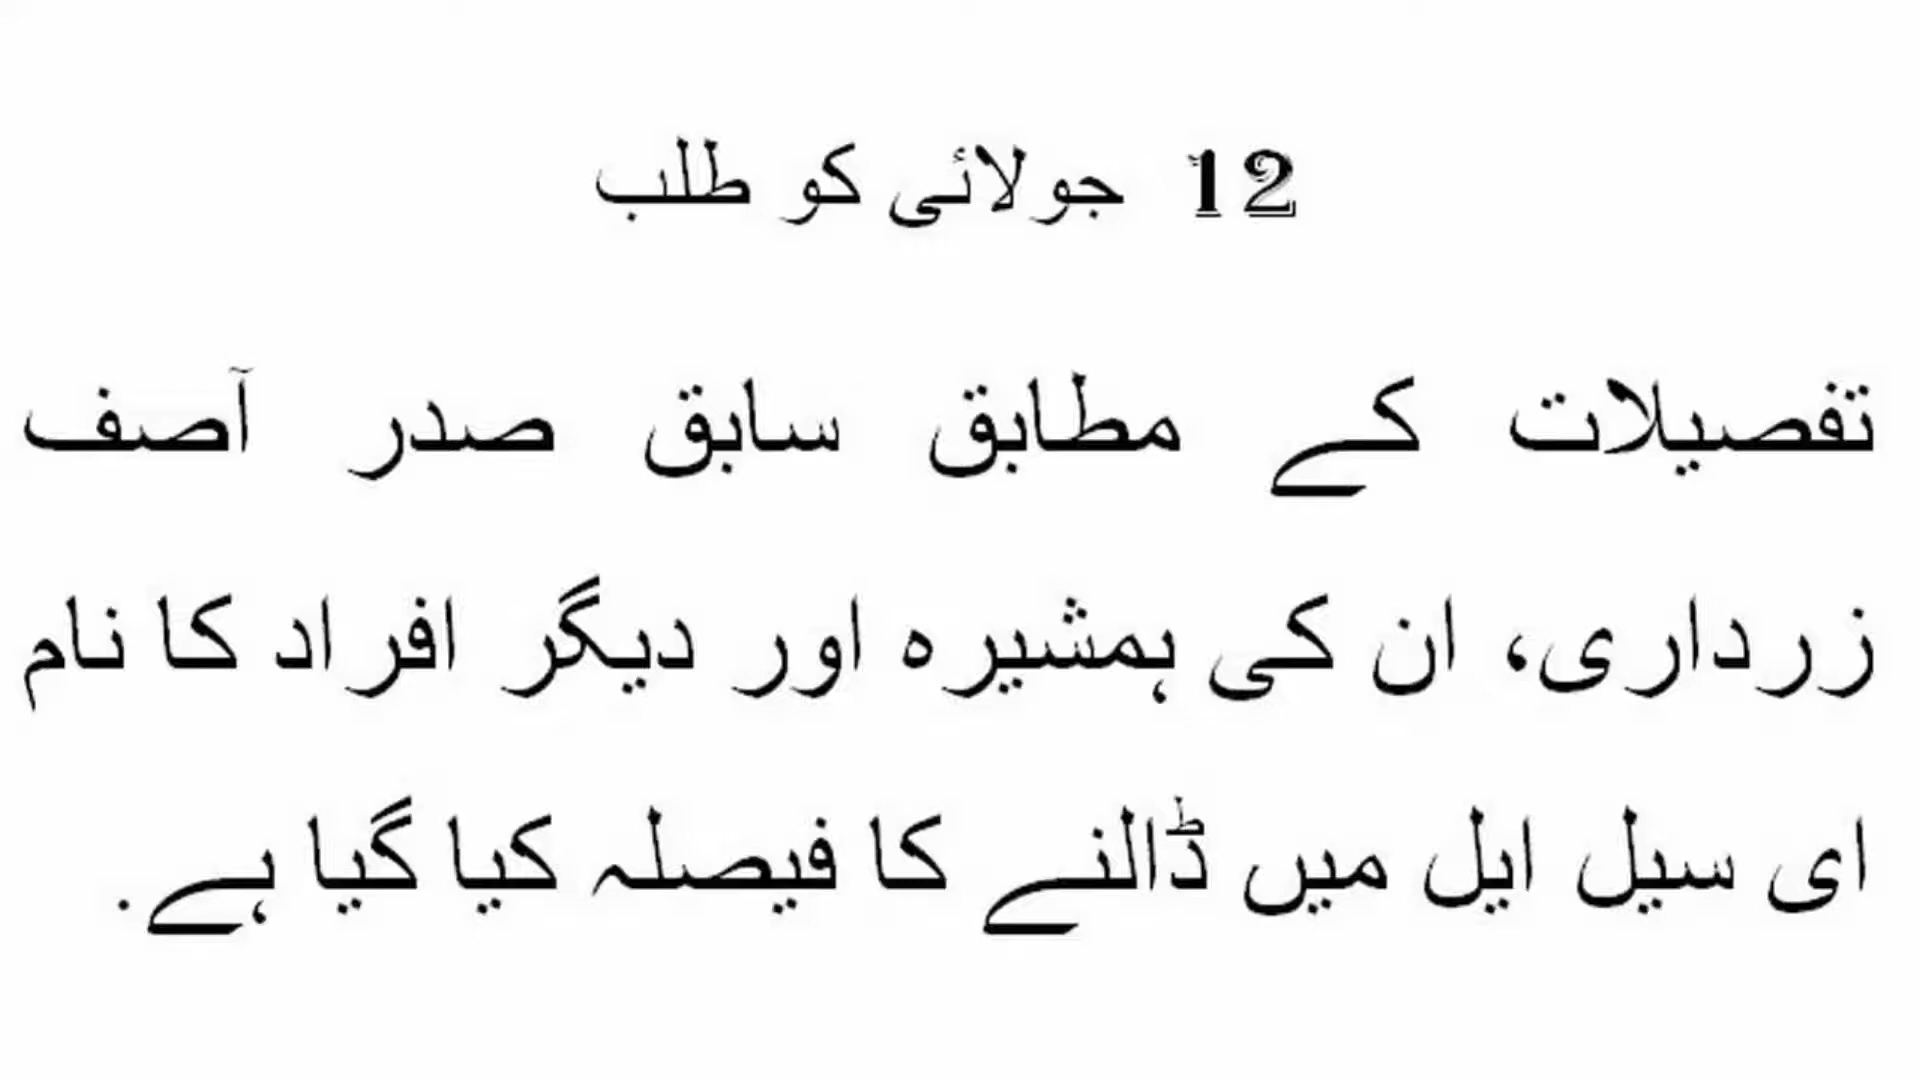 12 جولائی کو طلب
تفصیلات کے مطابق سابق صدر آصف
زرداری، ان کی ہمشیرہ اور دیگر افراد کا نام
ای سیل ایل میں ڈالنے کا فیصلہ کیا گیا ہے.